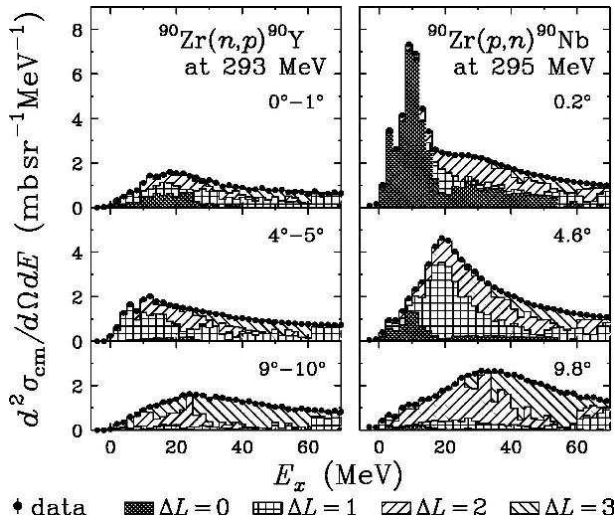 ⁹⁰Zr(n,p)⁹⁰Y
at 293 MeV
0°−1°
⁹⁰Zr(p,n)⁹⁰Nb
at 295 MeV
0.2°
8
6
4
2
0
4°−5°
4.6°
4
2
0
9°−10°
9.8°
2
0
d²σcm/dΩdE (mb sr⁻¹MeV⁻¹)
0 20 40 60
0 20 40 60
Eₓ (MeV)
data ΔL=0 ΔL=1 ΔL=2 ΔL=3